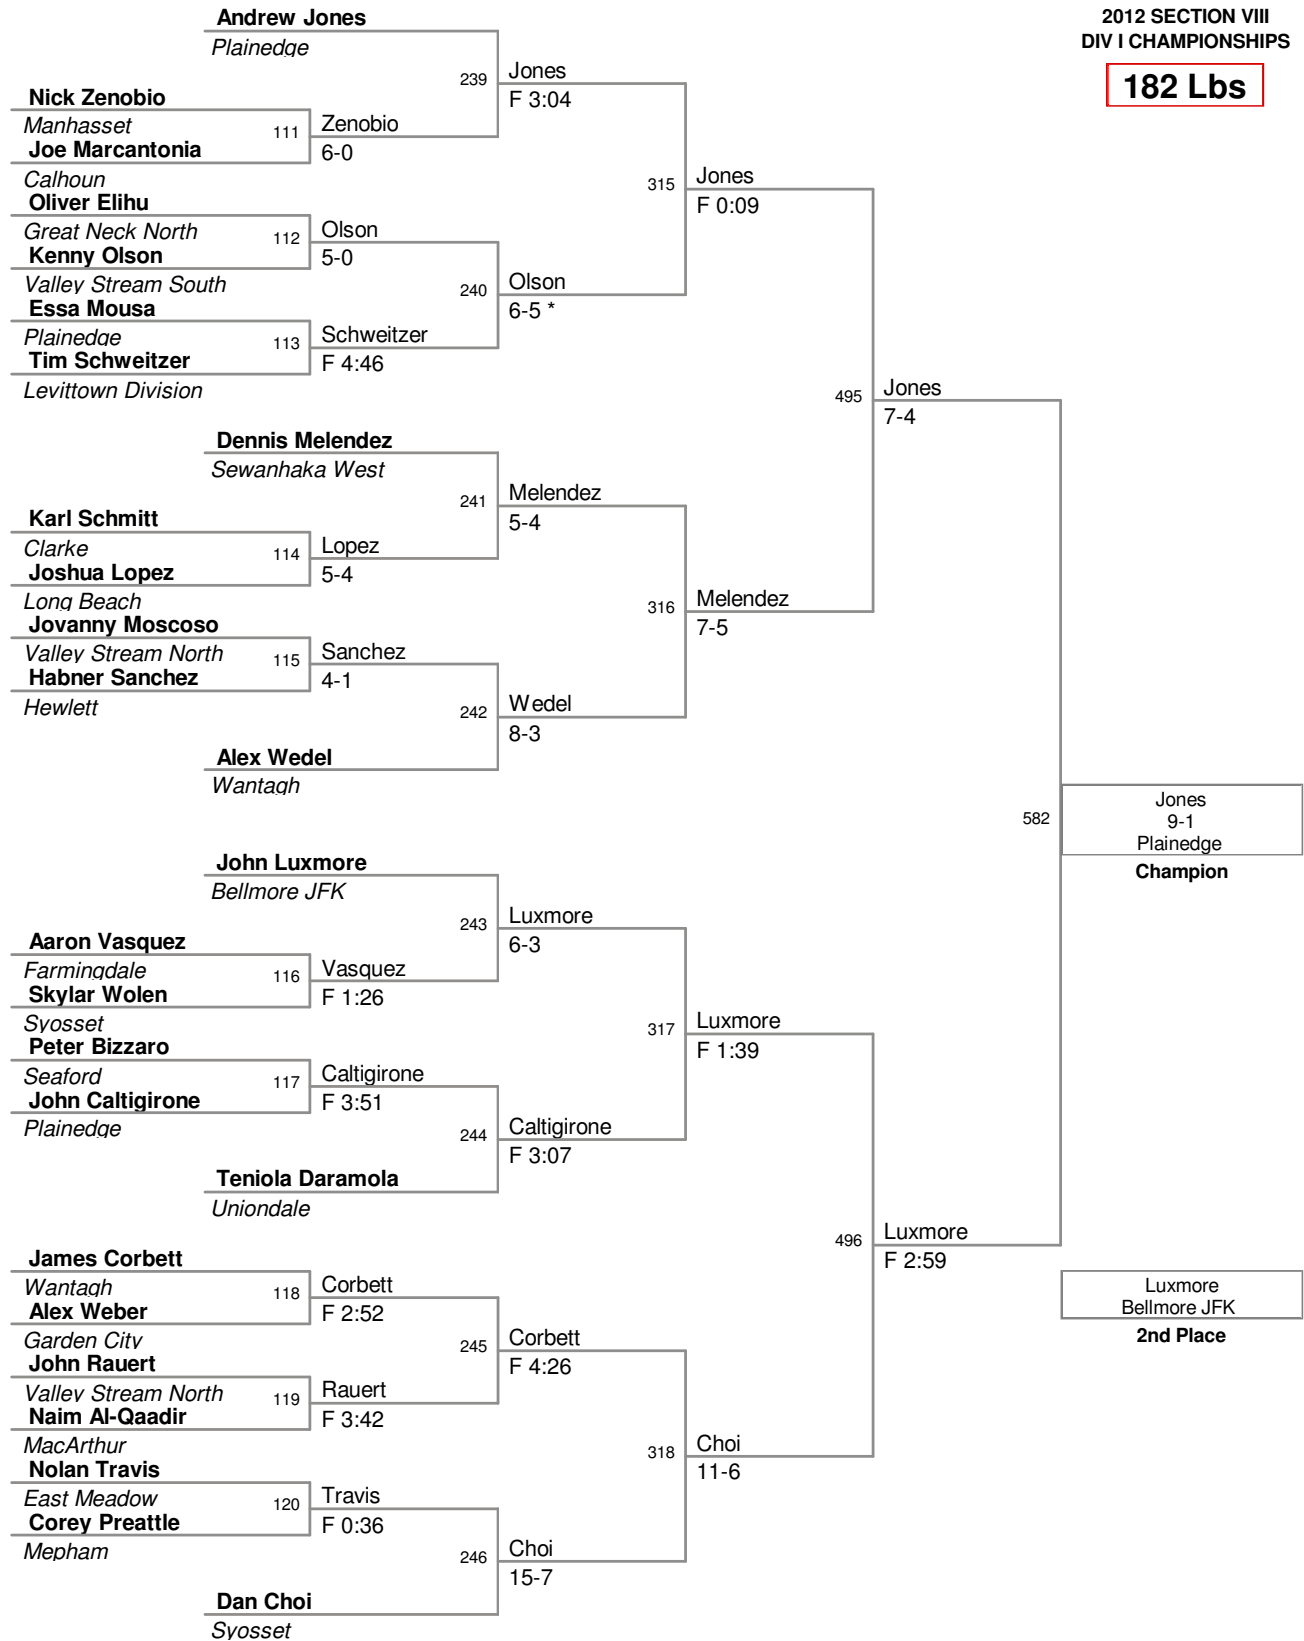 2012 SECTION VIII
DIV I CHAMPIONSHIPS
182 Lbs
Andrew Jones
Plainedge
239
Jones
F 3:04
Nick Zenobio
Manhasset
111
Zenobio
Joe Marcantonia
6-0
Calhoun
315
Jones
F 0:09
Oliver Elihu
Great Neck North
112
Olson
Kenny Olson
5-0
Valley Stream South
240
Olson
6-5 *
Essa Mousa
Plainedge
113
Schweitzer
Tim Schweitzer
F 4:46
Levittown Division
495
Jones
7-4
Dennis Melendez
Sewanhaka West
241
Melendez
5-4
Karl Schmitt
Clarke
114
Lopez
Joshua Lopez
5-4
Long Beach
316
Melendez
7-5
Jovanny Moscoso
Valley Stream North
115
Sanchez
Habner Sanchez
4-1
Hewlett
242
Wedel
8-3
Alex Wedel
Wantagh
582
Jones
9-1
Plainedge
Champion
John Luxmore
Bellmore JFK
243
Luxmore
6-3
Aaron Vasquez
Farmingdale
116
Vasquez
Skylar Wolen
F 1:26
Syosset
317
Luxmore
F 1:39
Peter Bizzaro
Seaford
117
Caltigirone
John Caltigirone
F 3:51
Plainedge
244
Caltigirone
F 3:07
Teniola Daramola
Uniondale
496
Luxmore
F 2:59
James Corbett
Wantagh
118
Corbett
Alex Weber
F 2:52
Garden City
245
Corbett
F 4:26
Luxmore
Bellmore JFK
2nd Place
John Rauert
Valley Stream North
119
Rauert
Naim Al-Qaadir
F 3:42
MacArthur
318
Choi
11-6
Nolan Travis
East Meadow
120
Travis
Corey Preattle
F 0:36
Mepham
246
Choi
15-7
Dan Choi
Syosset